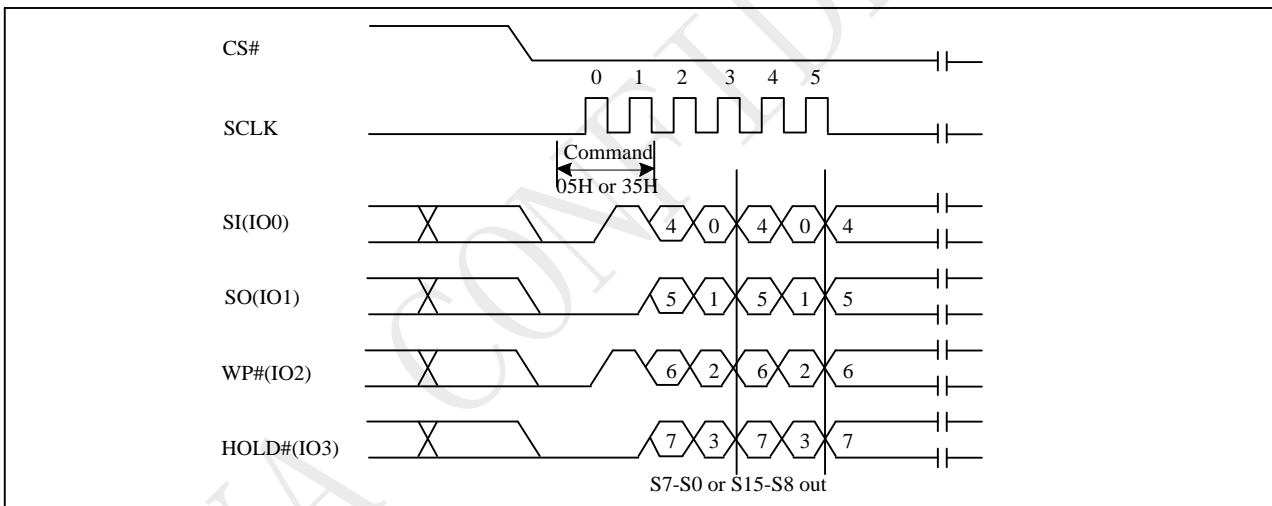 CS#
0 1 2 3 4 5
SCLK
Command
05H or 35H
SI(IO0)
4 0 4 0 4
SO(IO1)
5 1 5 1 5
WP#(IO2)
6 2 6 2 6
HOLD#(IO3)
7 3 7 3 7
S7-S0 or S15-S8 out